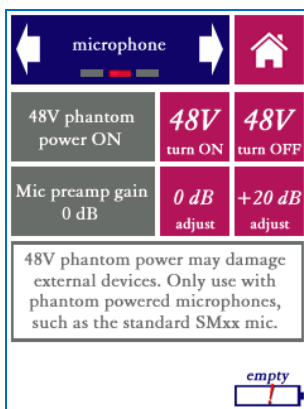 microphone
48V phantom
power ON
48V
turn ON
48V
turn OFF
Mic preamp gain
0 dB
0 dB
adjust
+20 dB
adjust
48V phantom power may damage
external devices. Only use with
phantom powered microphones,
such as the standard SMxx mic.
empty
!